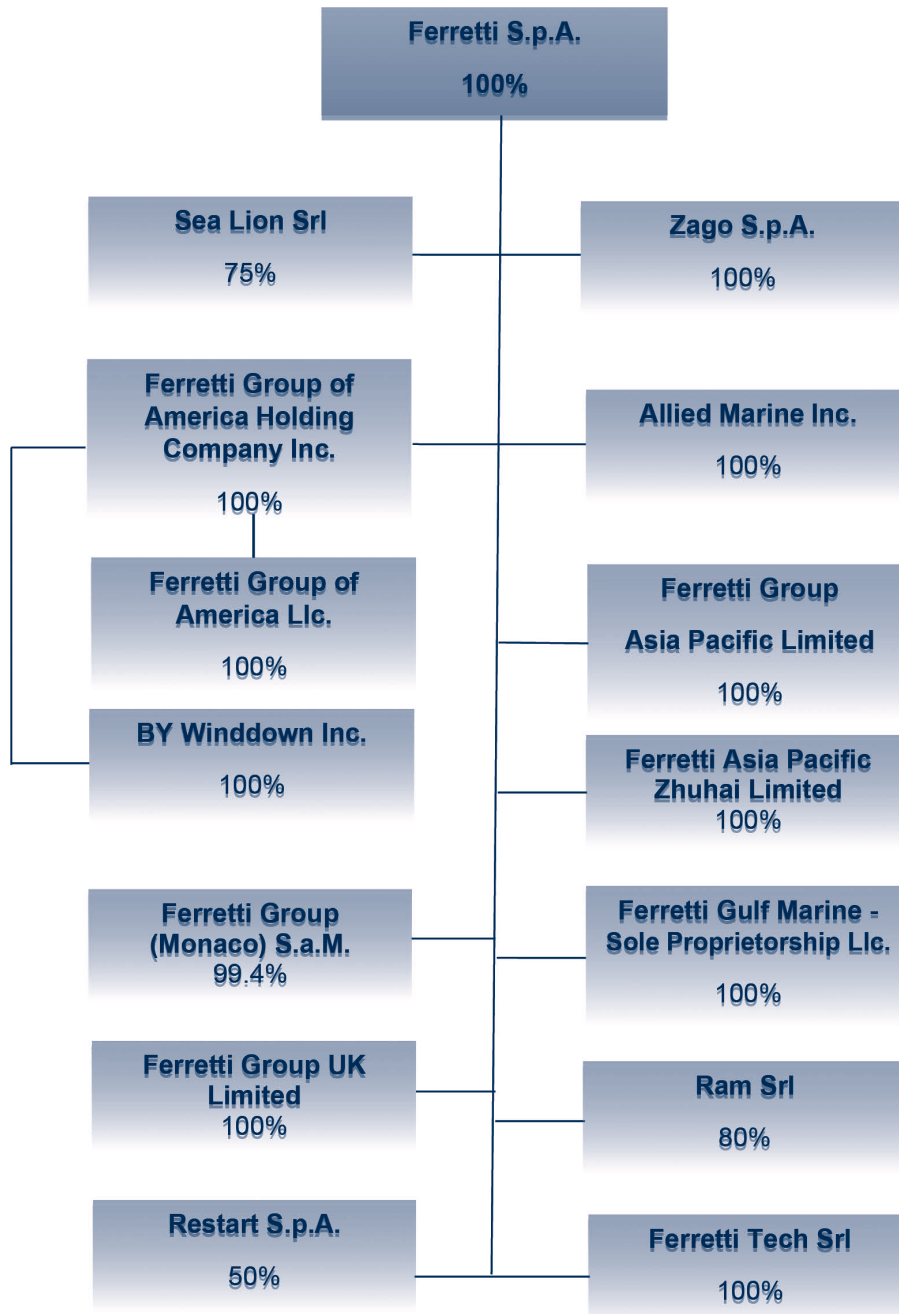 Ferretti S.p.A.
100%
Sea Lion Srl
75%
Zago S.p.A.
100%
Ferretti Group of
America Holding
Company Inc.
100%
Allied Marine Inc.
100%
Ferretti Group of
America Llc.
100%
Ferretti Group
Asia Pacific Limited
100%
BY Winddown Inc.
100%
Ferretti Asia Pacific
Zhuhai Limited
100%
Ferretti Group
(Monaco) S.a.M.
99.4%
Ferretti Gulf Marine -
Sole Proprietorship Llc.
100%
Ferretti Group UK
Limited
100%
Ram Srl
80%
Restart S.p.A.
50%
Ferretti Tech Srl
100%